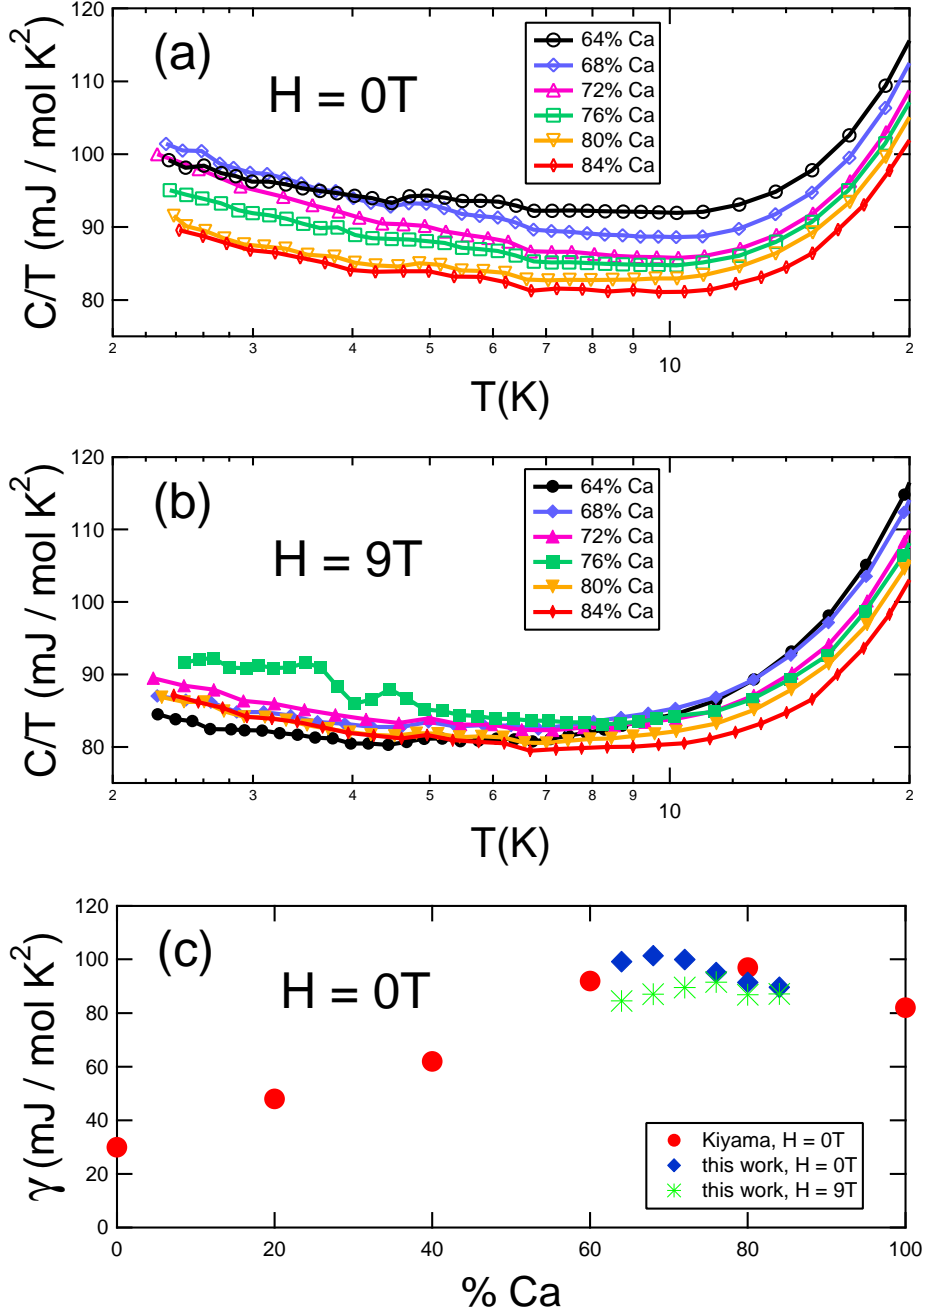 120
110
100
90
80
C/T (mJ / mol K²)
(a)
H = 0T
64% Ca
68% Ca
72% Ca
76% Ca
80% Ca
84% Ca
2 3 4 5 6 7 8 9 10 2
T(K)
120
110
100
90
80
C/T (mJ / mol K²)
(b)
H = 9T
64% Ca
68% Ca
72% Ca
76% Ca
80% Ca
84% Ca
2 3 4 5 6 7 8 9 10 2
T(K)
120
100
80
60
40
20
0
γ (mJ / mol K²)
(c)
H = 0T
Kiyama, H = 0T
this work, H = 0T
this work, H = 9T
0 20 40 60 80 100
% Ca